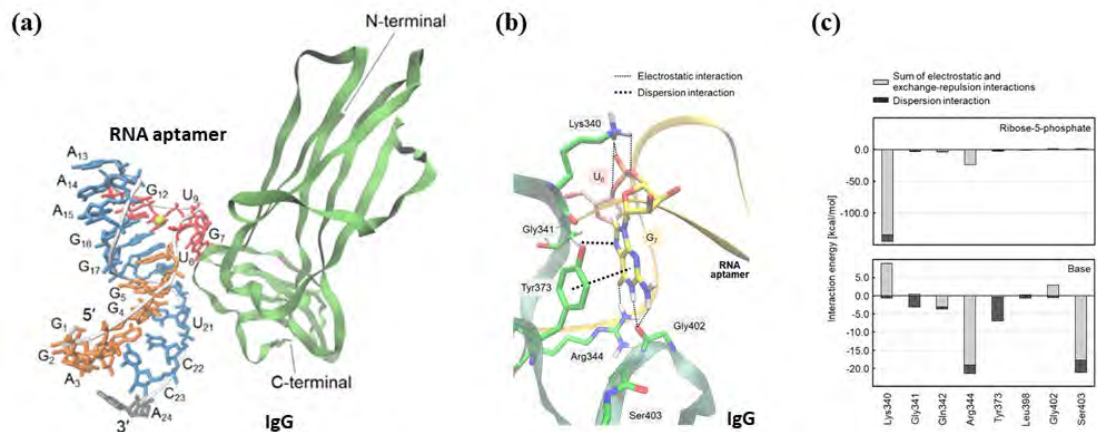 (a)
N-terminal
RNA aptamer
A13
A14
A15
G12
U9
G16
G7
G17
U8
G5
G4
5′
G1
U21
G2
C22
A3
C23
A24
3′
C-terminal
IgG
(b)
Electrostatic interaction
Dispersion interaction
Lys340
U8
Gly341
G7
RNA
aptamer
Tyr373
Gly402
Arg344
Ser403
IgG
(c)
Sum of electrostatic and
exchange-repulsion interactions
Dispersion interaction
Ribose-5-phosphate
0.0
-50.0
-100.0
Interaction energy [kcal/mol]
Base
10.0
5.0
0.0
-5.0
-10.0
-15.0
-20.0
Lys340
Gly341
Gln342
Arg344
Tyr373
Leu398
Gly402
Ser403